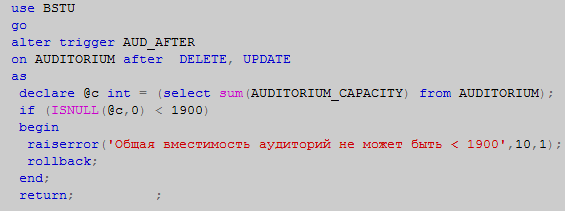 use BSTU
go
alter trigger AUD_AFTER
on AUDITORIUM after  DELETE, UPDATE
as
 declare @c int = (select sum(AUDITORIUM_CAPACITY) from AUDITORIUM);
 if (ISNULL(@c,0) < 1900)
 begin
  raiserror('Общая вместимость аудиторий не может быть < 1900',10,1);
  rollback;
 end;
 return;          ;